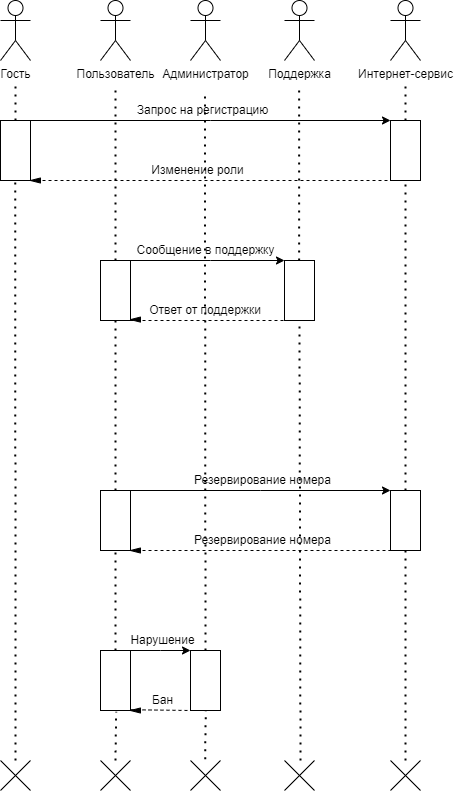 Гость
Пользователь
Администратор
Поддержка
Интернет-сервис
Запрос на регистрацию
Изменение роли
Сообщение в поддержку
Ответ от поддержки
Резервирование номера
Резервирование номера
Нарушение
Бан